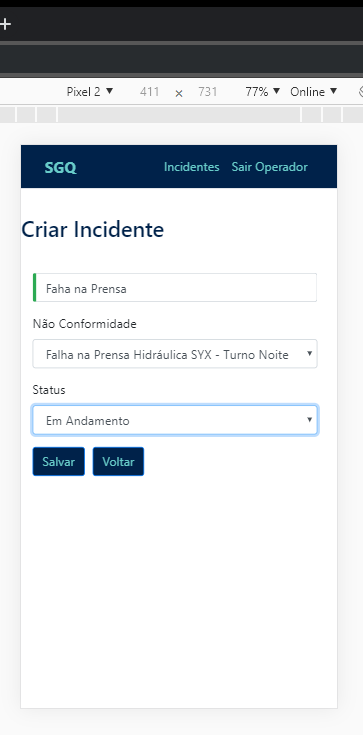 Pixel 2 ▼ 411 × 731 77% ▼ Online ▼
SGQ Incidentes Sair Operador
Criar Incidente
Faha na Prensa
Não Conformidade
Falha na Prensa Hidráulica SYX - Turno Noite
Status
Em Andamento
Salvar Voltar